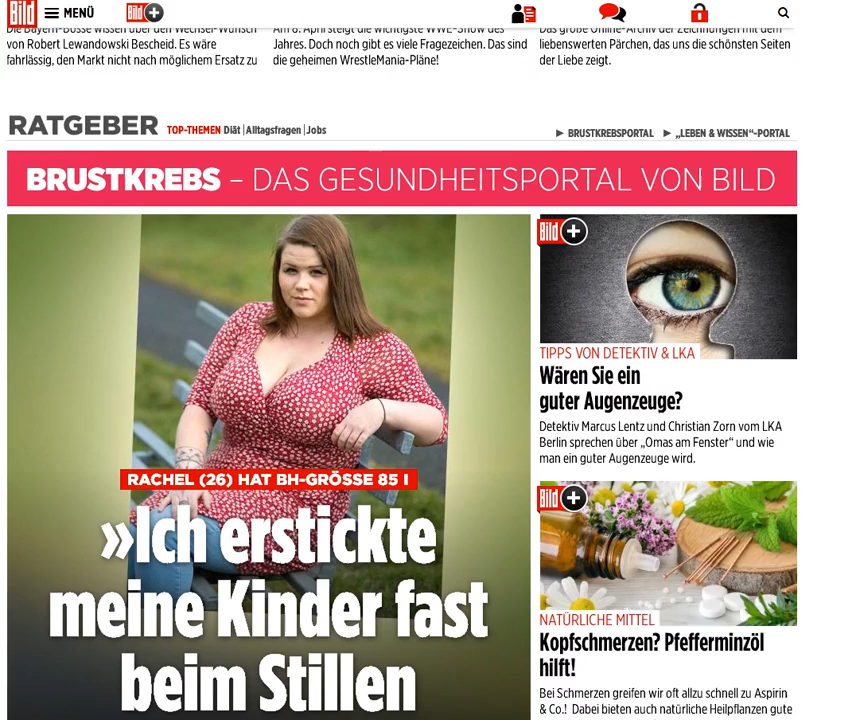 Bild
MENÜ
Bild+
Die Bayern-Bosse wissen über den Wechsel-Wunsch
von Robert Lewandowski Bescheid. Es wäre
fahrlässig, den Markt nicht nach möglichem Ersatz zu
Am 8. April steigt die wichtigste WWE-Show des
Jahres. Doch noch gibt es viele Fragezeichen. Das sind
die geheimen WrestleMania-Pläne!
Das große Online-Archiv der Zeichnungen mit dem
liebenswerten Pärchen, das uns die schönsten Seiten
der Liebe zeigt.
RATGEBER
TOP-THEMEN Diät | Alltagsfragen | Jobs
BRUSTKREBSPORTAL
„LEBEN & WISSEN“-PORTAL
BRUSTKREBS – DAS GESUNDHEITSPORTAL VON BILD
RACHEL (26) HAT BH-GRÖSSE 85 I
»Ich erstickte
meine Kinder fast
beim Stillen
Bild+
TIPPS VON DETEKTIV & LKA
Wären Sie ein
guter Augenzeuge?
Detektiv Marcus Lentz und Christian Zorn vom LKA
Berlin sprechen über „Omas am Fenster“ und wie
man ein guter Augenzeuge wird.
Bild+
NATÜRLICHE MITTEL
Kopfschmerzen? Pfefferminzöl
hilft!
Bei Schmerzen greifen wir oft allzu schnell zu Aspirin
& Co.! Dabei bieten auch natürliche Heilpflanzen gute